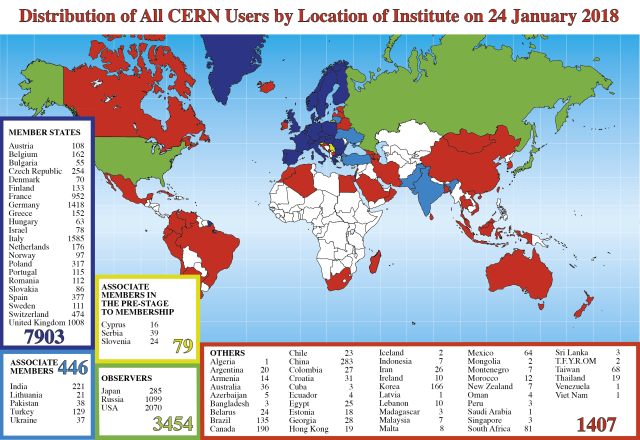 Distribution of All CERN Users by Location of Institute on 24 January 2018
MEMBER STATES
Austria 108
Belgium 162
Bulgaria 55
Czech Republic 254
Denmark 70
Finland 133
France 952
Germany 1418
Greece 152
Hungary 63
Israel 78
Italy 1585
Netherlands 176
Norway 97
Poland 317
Portugal 115
Romania 112
Slovakia 86
Spain 377
Sweden 111
Switzerland 474
United Kingdom 1008
7903
ASSOCIATE
MEMBERS 446
India 221
Lithuania 21
Pakistan 38
Turkey 129
Ukraine 37
ASSOCIATE
MEMBERS IN
THE PRE-STAGE
TO MEMBERSHIP
Cyprus 16
Serbia 39
Slovenia 24
79
OBSERVERS
Japan 285
Russia 1099
USA 2070
3454
OTHERS
Algeria 1
Argentina 20
Armenia 14
Australia 36
Azerbaijan 5
Bangladesh 3
Belarus 24
Brazil 135
Canada 190
Chile 23
China 283
Colombia 27
Croatia 31
Cuba 3
Ecuador 4
Egypt 25
Estonia 18
Georgia 28
Hong Kong 19
Iceland 2
Indonesia 7
Iran 26
Ireland 10
Korea 166
Latvia 1
Lebanon 10
Madagascar 3
Malaysia 7
Malta 8
Mexico 64
Mongolia 2
Montenegro 7
Morocco 12
New Zealand 7
Oman 4
Peru 3
Saudi Arabia 1
Singapore 3
South Africa 81
Sri Lanka 3
T.F.Y.R.OM 2
Taiwan 68
Thailand 19
Venezuela 1
Viet Nam 1
1407